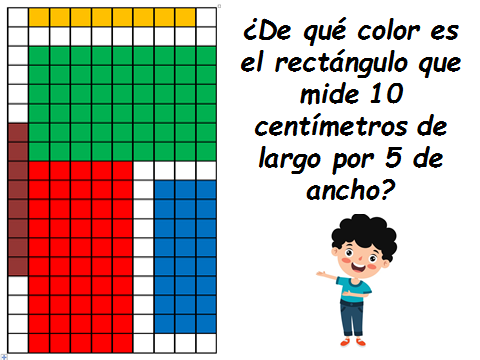 ¿De qué color es
el rectángulo que
mide 10
centímetros de
largo por 5 de
ancho?